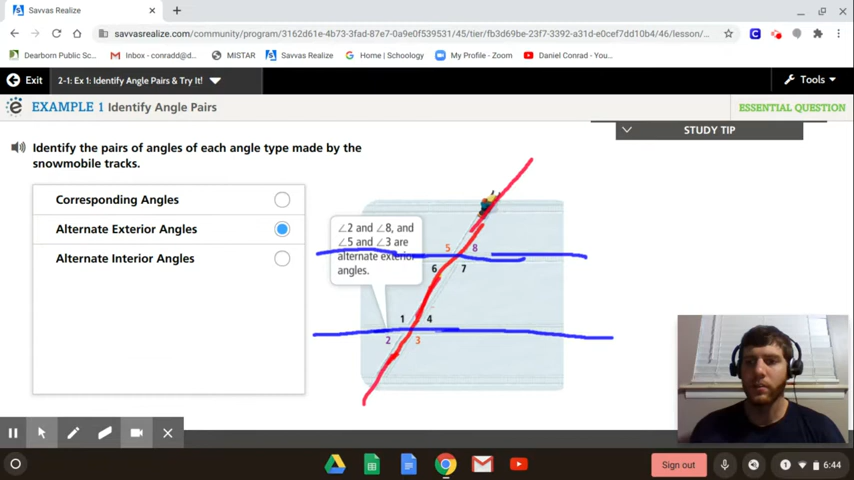 Savvas Realize
savvasrealize.com/community/program/3162d61e-4b73-3fad-87e7-0a9e0f539531/45/tier/fb3d69be-23f7-3392-a31d-e0cef7dd10b4/46/lesson/...
Dearborn Public Sc...
Inbox - conradd@d...
MISTAR
Savvas Realize
Home | Schoology
My Profile - Zoom
Daniel Conrad - You...
Exit
2-1: Ex 1: Identify Angle Pairs & Try It!
Tools
EXAMPLE 1 Identify Angle Pairs
ESSENTIAL QUESTION
STUDY TIP
Identify the pairs of angles of each angle type made by the
snowmobile tracks.
Corresponding Angles
Alternate Exterior Angles
Alternate Interior Angles
∠2 and ∠8, and
∠5 and ∠3 are
alternate exterior
angles.
5 8
6 7
1 4
2 3
Sign out
1
6:44